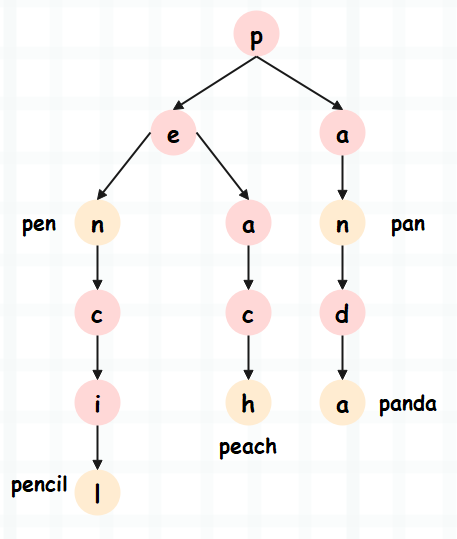 p
e a
pen n a n pan
c c d
i h a panda
peach
pencil l